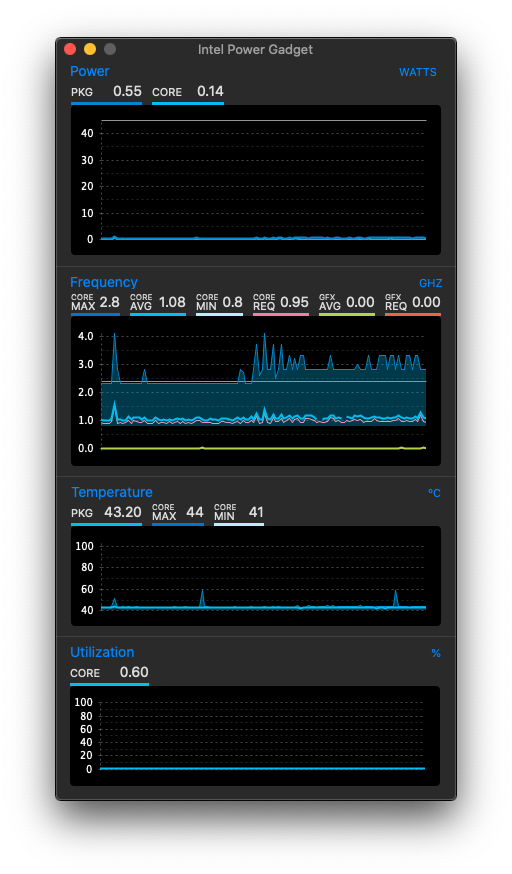 Intel Power Gadget
Power WATTS
PKG 0.55 CORE 0.14
40
30
20
10
0
Frequency GHZ
CORE MAX 2.8 CORE AVG 1.08 CORE MIN 0.8 CORE REQ 0.95 GFX AVG 0.00 GFX REQ 0.00
4.0
3.0
2.0
1.0
0.0
Temperature ºC
PKG 43.20 CORE MAX 44 CORE MIN 41
100
80
60
40
Utilization %
CORE 0.60
100
80
60
40
20
0